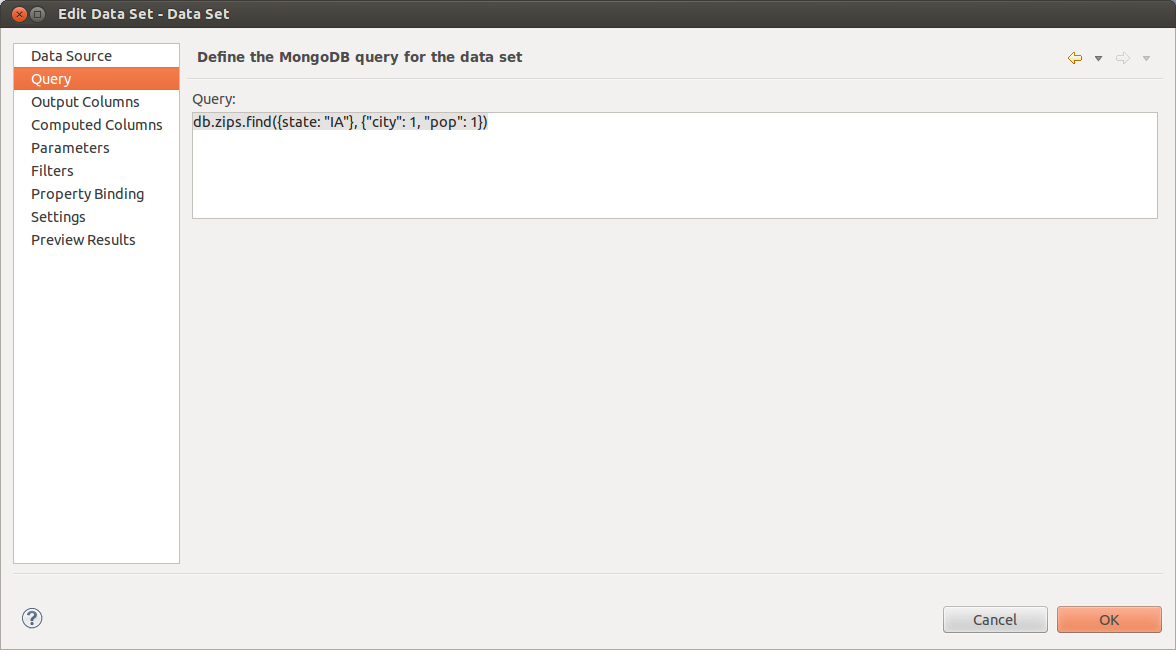 Edit Data Set - Data Set
Data Source
Query
Output Columns
Computed Columns
Parameters
Filters
Property Binding
Settings
Preview Results
Define the MongoDB query for the data set
Query:
db.zips.find({state: "IA"}, {"city": 1, "pop": 1})
?
Cancel
OK